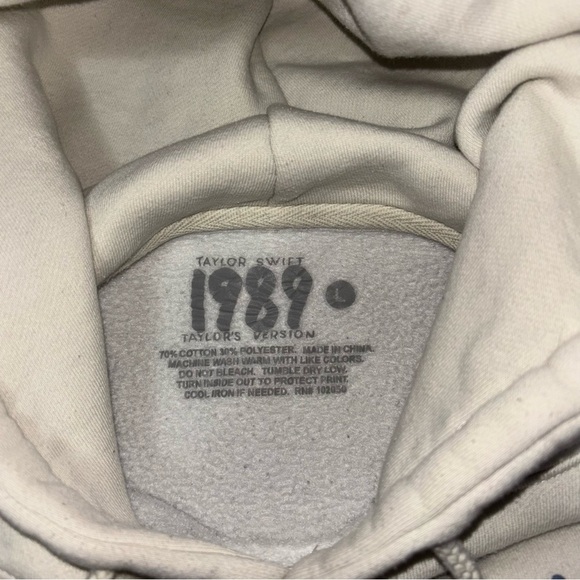 TAYLOR SWIFT
1989 L
TAYLOR'S VERSION
70% COTTON 30% POLYESTER. MADE IN CHINA.
MACHINE WASH WARM WITH LIKE COLORS.
DO NOT BLEACH. TUMBLE DRY LOW.
TURN INSIDE OUT TO PROTECT PRINT.
COOL IRON IF NEEDED. RN#